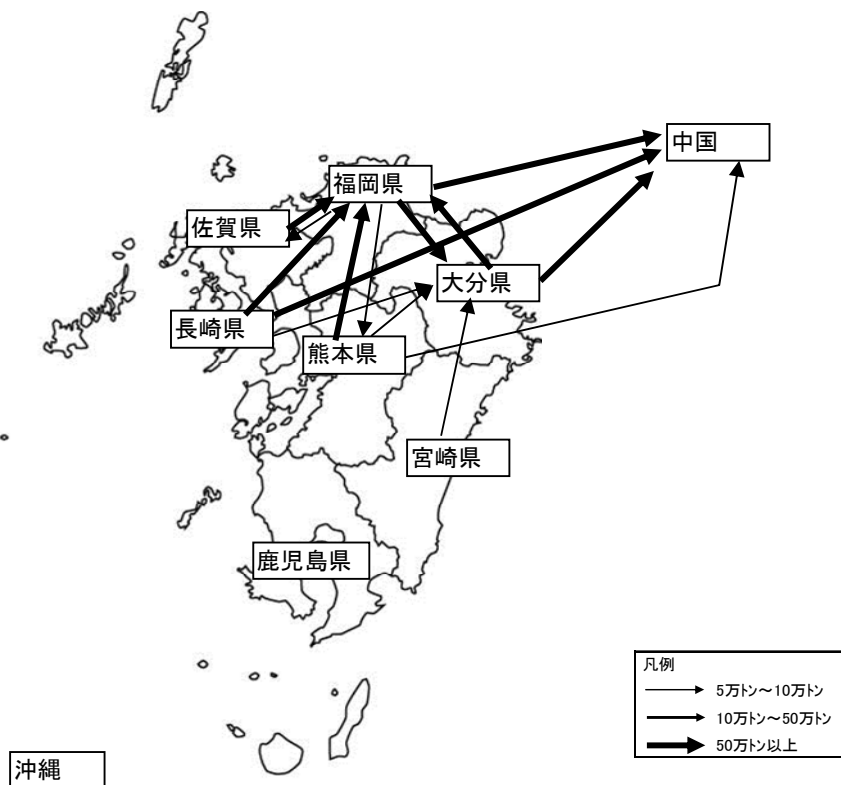 中国
福岡県
佐賀県
大分県
長崎県
熊本県
宮崎県
鹿児島県
凡例
5万トン～10万トン
10万トン～50万トン
50万トン以上
沖縄